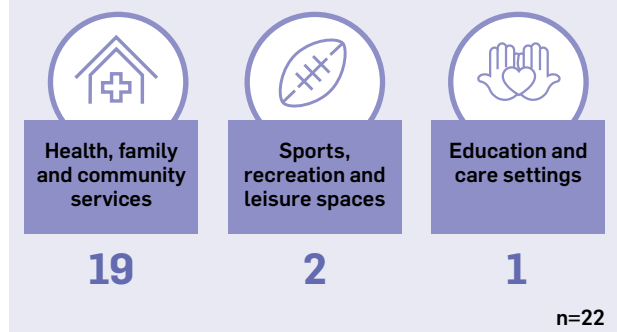 Health, family
and community
services
19
Sports,
recreation and
leisure spaces
2
Education and
care settings
1
n=22